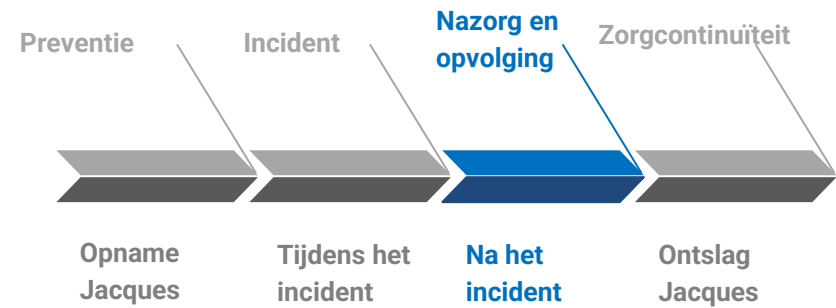 Preventie
Incident
Nazorg en
opvolging
Zorgcontinuïteit
Opname
Jacques
Tijdens het
incident
Na het
incident
Ontslag
Jacques